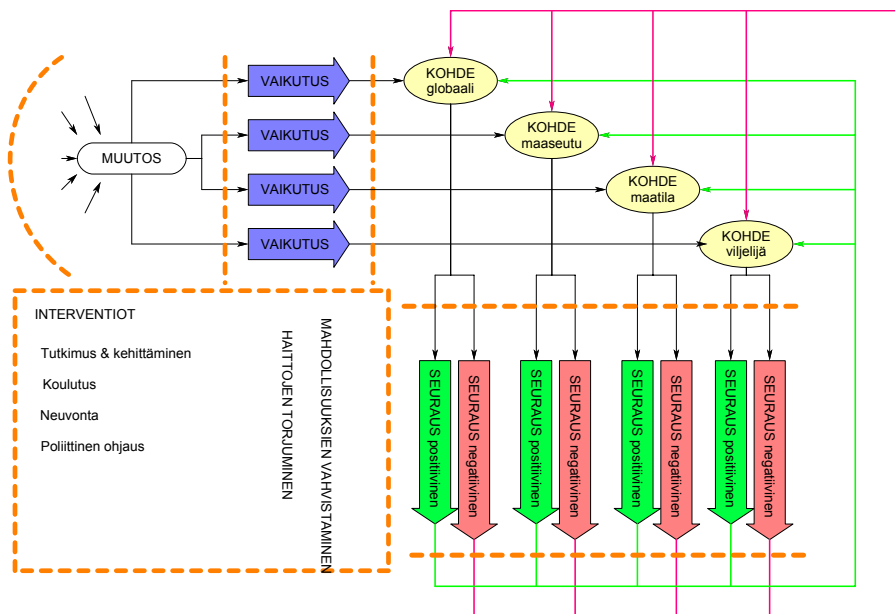 MUUTOS
VAIKUTUS
VAIKUTUS
VAIKUTUS
VAIKUTUS
KOHDE
globaali
KOHDE
maaseutu
KOHDE
maatila
KOHDE
viljelijä
INTERVENTIOT
Tutkimus & kehittäminen
Koulutus
Neuvonta
Poliittinen ohjaus
HAITTOJEN TORJUMINEN
MAHDOLLISUUKSIEN VAHVISTAMINEN
SEURAUS positiivinen
SEURAUS negatiivinen
SEURAUS positiivinen
SEURAUS negatiivinen
SEURAUS positiivinen
SEURAUS negatiivinen
SEURAUS positiivinen
SEURAUS negatiivinen